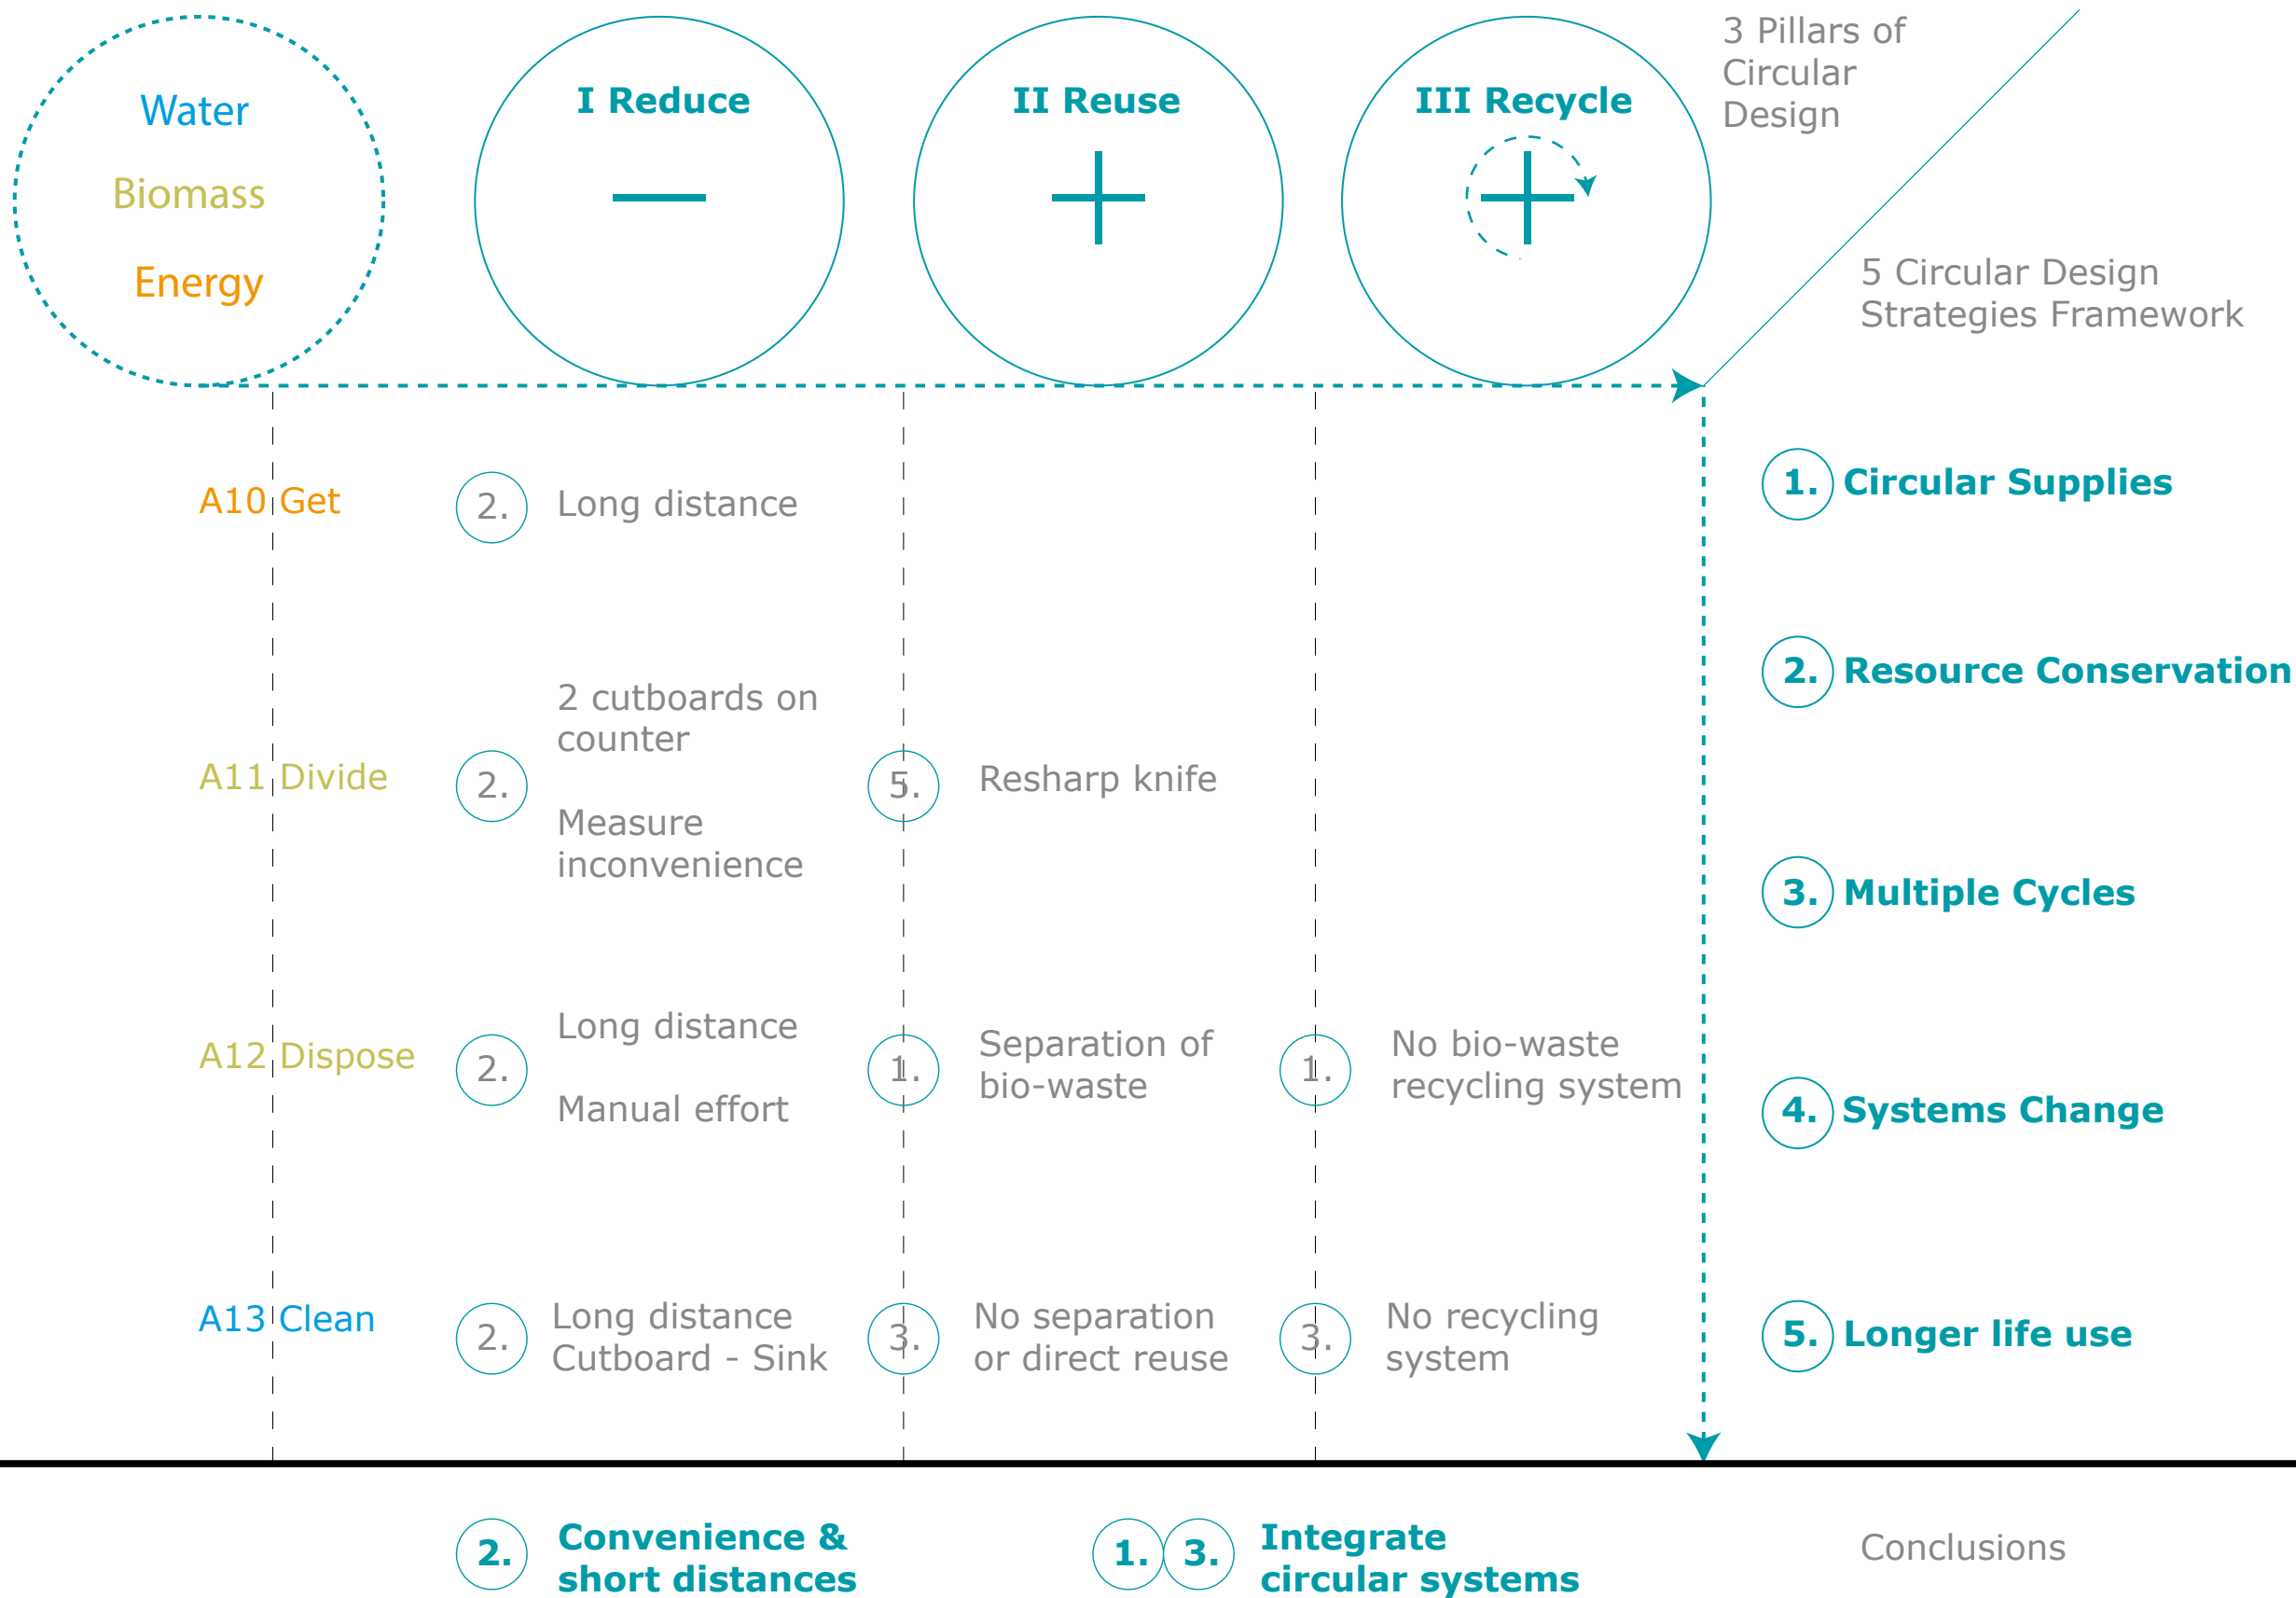 Water
Biomass
Energy
I Reduce
II Reuse
III Recycle
3 Pillars of
Circular
Design
5 Circular Design
Strategies Framework
A10 Get
2.
Long distance
1.
Circular Supplies
A11 Divide
2.
2 cutboards on
counter
Measure
inconvenience
5.
Resharp knife
2.
Resource Conservation
3.
Multiple Cycles
A12 Dispose
2.
Long distance
Manual effort
1.
Separation of
bio-waste
1.
No bio-waste
recycling system
4.
Systems Change
A13 Clean
2.
Long distance
Cutboard - Sink
3.
No separation
or direct reuse
3.
No recycling
system
5.
Longer life use
2.
Convenience &
short distances
1.
3.
Integrate
circular systems
Conclusions